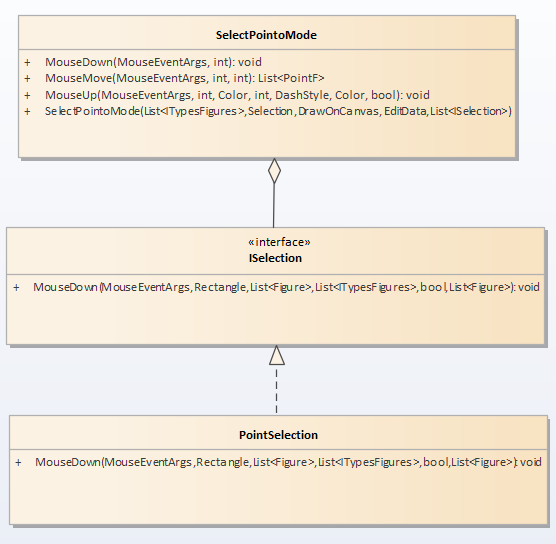 SelectPointoMode
+ MouseDown(MouseEventArgs, int): void
+ MouseMove(MouseEventArgs, int, int): List<PointF>
+ MouseUp(MouseEventArgs, int, Color, int, DashStyle, Color, bool): void
+ SelectPointoMode(List<ITypesFigures>,Selection,DrawOnCanvas, EditData,List<ISelection>)
«interface»
ISelection
+ MouseDown(MouseEventArgs,Rectangle,List<Figure>,List<ITypesFigures>,bool,List<Figure>): void
PointSelection
+ MouseDown(MouseEventArgs,Rectangle,List<Figure>,List<ITypesFigures>,bool,List<Figure>): void